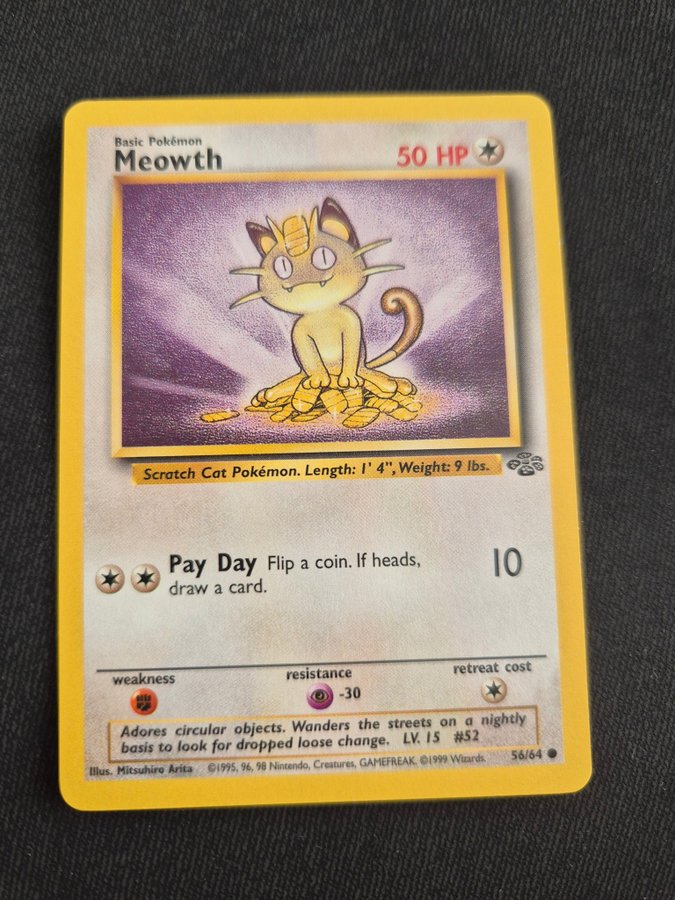 Basic Pokémon
Meowth
50 HP
Scratch Cat Pokémon. Length: 1' 4", Weight: 9 lbs.
Pay Day Flip a coin. If heads,
draw a card.
10
weakness
resistance
retreat cost
-30
Adores circular objects. Wanders the streets on a nightly
basis to look for dropped loose change. LV. 15 #52
Illus. Mitsuhiro Arita ©1995, 96, 98 Nintendo, Creatures, GAMEFREAK. ©1999 Wizards.
56/64